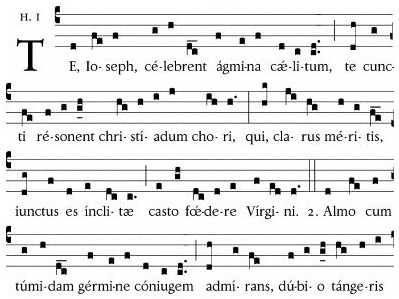 H. I
TE, Io- seph, cé- lebrent ágmi-na cǽ-li-tum, te cunc-
ti ré-sonent chri-stí-adum cho-ri, qui, cla-rus mé-ri-tis,
iunctus es íncli-tæ casto fœ́-de-re Vírgi-ni. 2. Almo cum
túmi-dam gérmi-ne cóniugem admí-rans, dú-bi-o tánge-ris